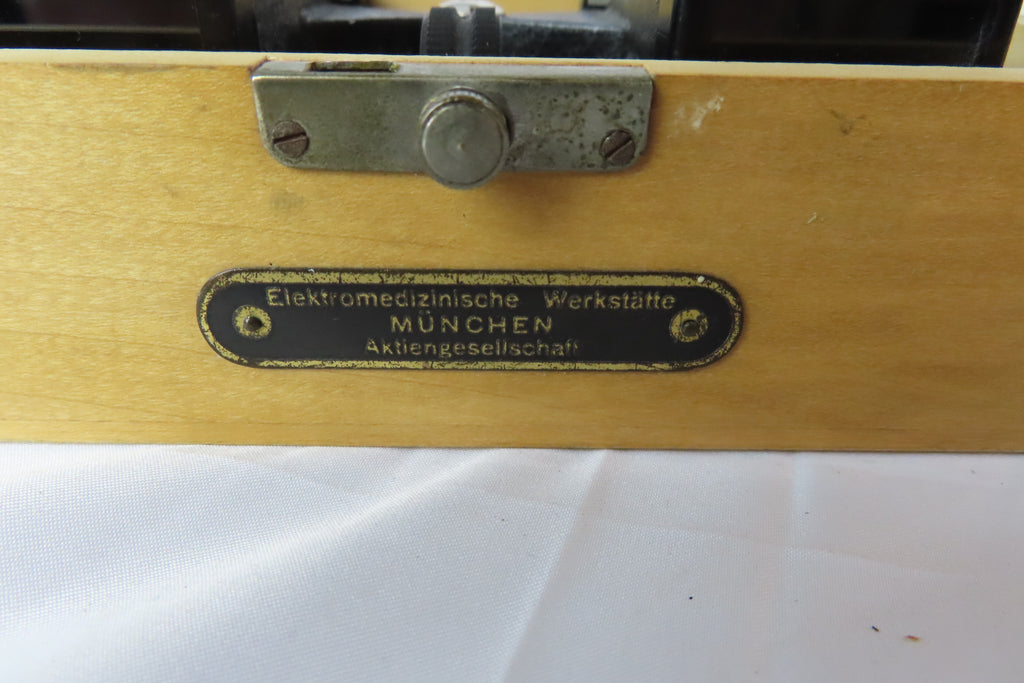 Elektromedizinische Werkstätte
MÜNCHEN
Aktiengesellschaft